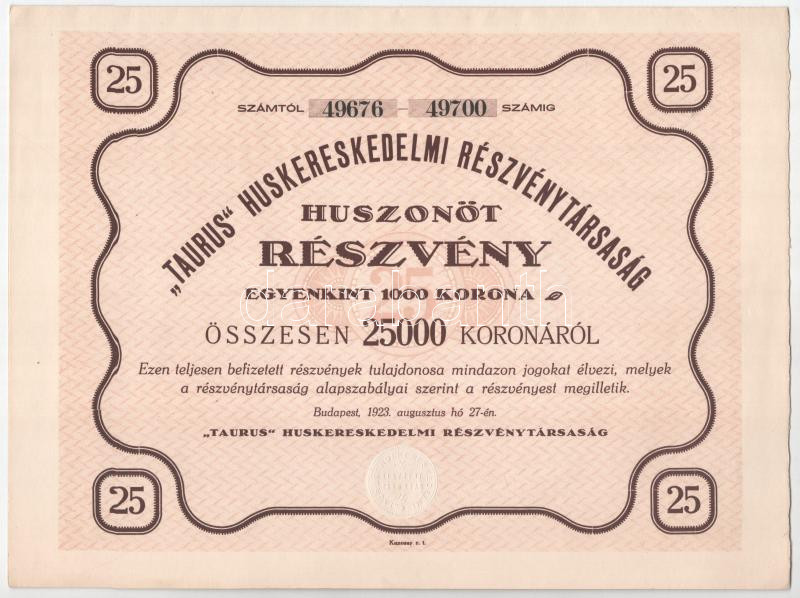 25
25
SZÁMTÓL 49676 – 49700 SZÁMIG
„TAURUS“ HUSKERESKEDELMI RÉSZVÉNYTÁRSASÁG
HUSZONÖT
RÉSZVÉNY
25
EGYENKINT 1000 KORONA
ÖSSZESEN 25000 KORONÁRÓL
Ezen teljesen befizetett részvények tulajdonosa mindazon jogokat élvezi, melyek
a részvénytársaság alapszabályai szerint a részvényest megilletik.
Budapest, 1923. augusztus hó 27-én.
„TAURUS“ HUSKERESKEDELMI RÉSZVÉNYTÁRSASÁG
25
25